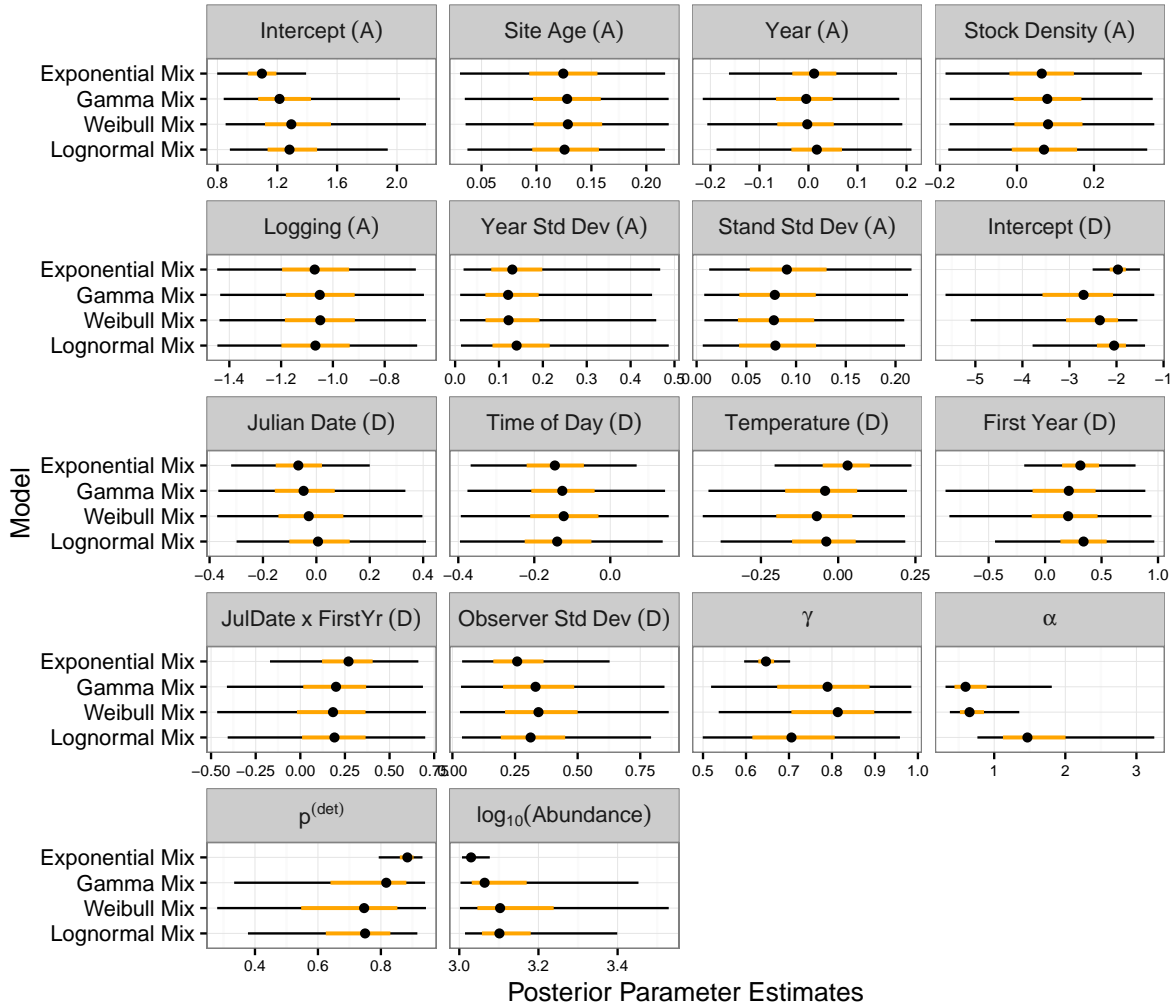 Intercept (A) Site Age (A) Year (A) Stock Density (A)
Exponential Mix
Gamma Mix
Weibull Mix
Lognormal Mix
0.8 1.2 1.6 2.0 0.05 0.10 0.15 0.20 −0.2 −0.1 0.0 0.1 0.2 −0.2 0.0 0.2
Logging (A) Year Std Dev (A) Stand Std Dev (A) Intercept (D)
Exponential Mix
Gamma Mix
Weibull Mix
Lognormal Mix
−1.4 −1.2 −1.0 −0.8 0.0 0.1 0.2 0.3 0.4 0.5 0.00 0.05 0.10 0.15 0.20 −5 −4 −3 −2 −1
Julian Date (D) Time of Day (D) Temperature (D) First Year (D)
Exponential Mix
Gamma Mix
Weibull Mix
Lognormal Mix
−0.4 −0.2 0.0 0.2 0.4 −0.4 −0.2 0.0 −0.25 0.00 0.25 −0.5 0.0 0.5 1.0
JulDate x FirstYr (D) Observer Std Dev (D) γ α
Exponential Mix
Gamma Mix
Weibull Mix
Lognormal Mix
−0.50 −0.25 0.00 0.25 0.50 0.75 0.00 0.25 0.50 0.75 0.5 0.6 0.7 0.8 0.9 1.0 1 2 3
p^(det) log₁₀(Abundance)
Exponential Mix
Gamma Mix
Weibull Mix
Lognormal Mix
0.4 0.6 0.8 3.0 3.2 3.4
Model
Posterior Parameter Estimates